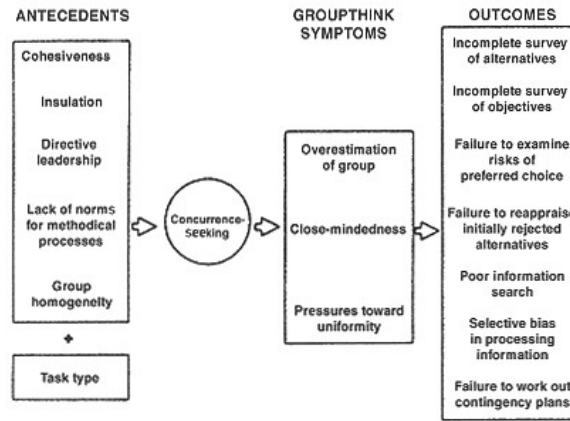 ANTECEDENTS
Cohesiveness
Insulation
Directive
leadership
Lack of norms
for methodical
processes
Group
homogeneity
+
Task type
Concurrence-
seeking
GROUPTHINK
SYMPTOMS
Overestimation
of group
Close-mindedness
Pressures toward
uniformity
OUTCOMES
Incomplete survey
of alternatives
Incomplete survey
of objectives
Failure to examine
risks of
preferred choice
Failure to reappraise
initially rejected
alternatives
Poor information
search
Selective bias
in processing
information
Failure to work out
contingency plans